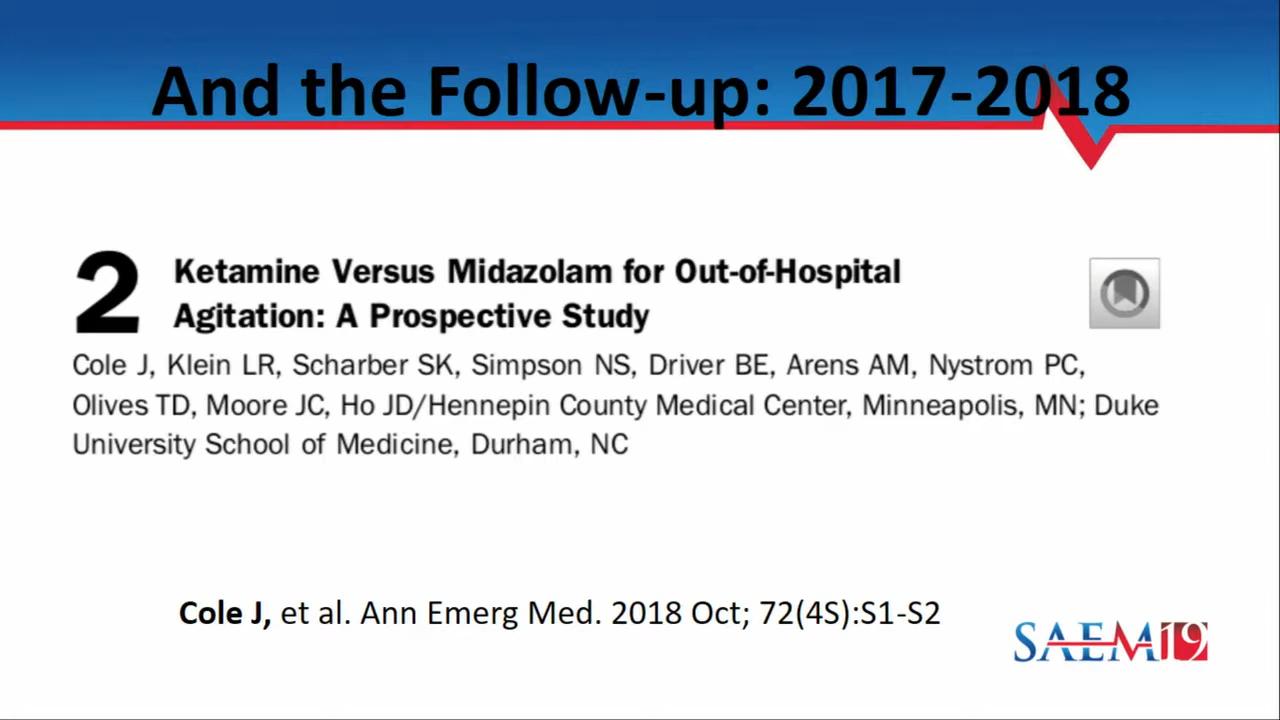 And the Follow-up: 2017-2018
2 Ketamine Versus Midazolam for Out-of-Hospital
Agitation: A Prospective Study
Cole J, Klein LR, Scharber SK, Simpson NS, Driver BE, Arens AM, Nystrom PC,
Olives TD, Moore JC, Ho JD/Hennepin County Medical Center, Minneapolis, MN; Duke
University School of Medicine, Durham, NC
Cole J, et al. Ann Emerg Med. 2018 Oct; 72(4S):S1-S2
SAEM19